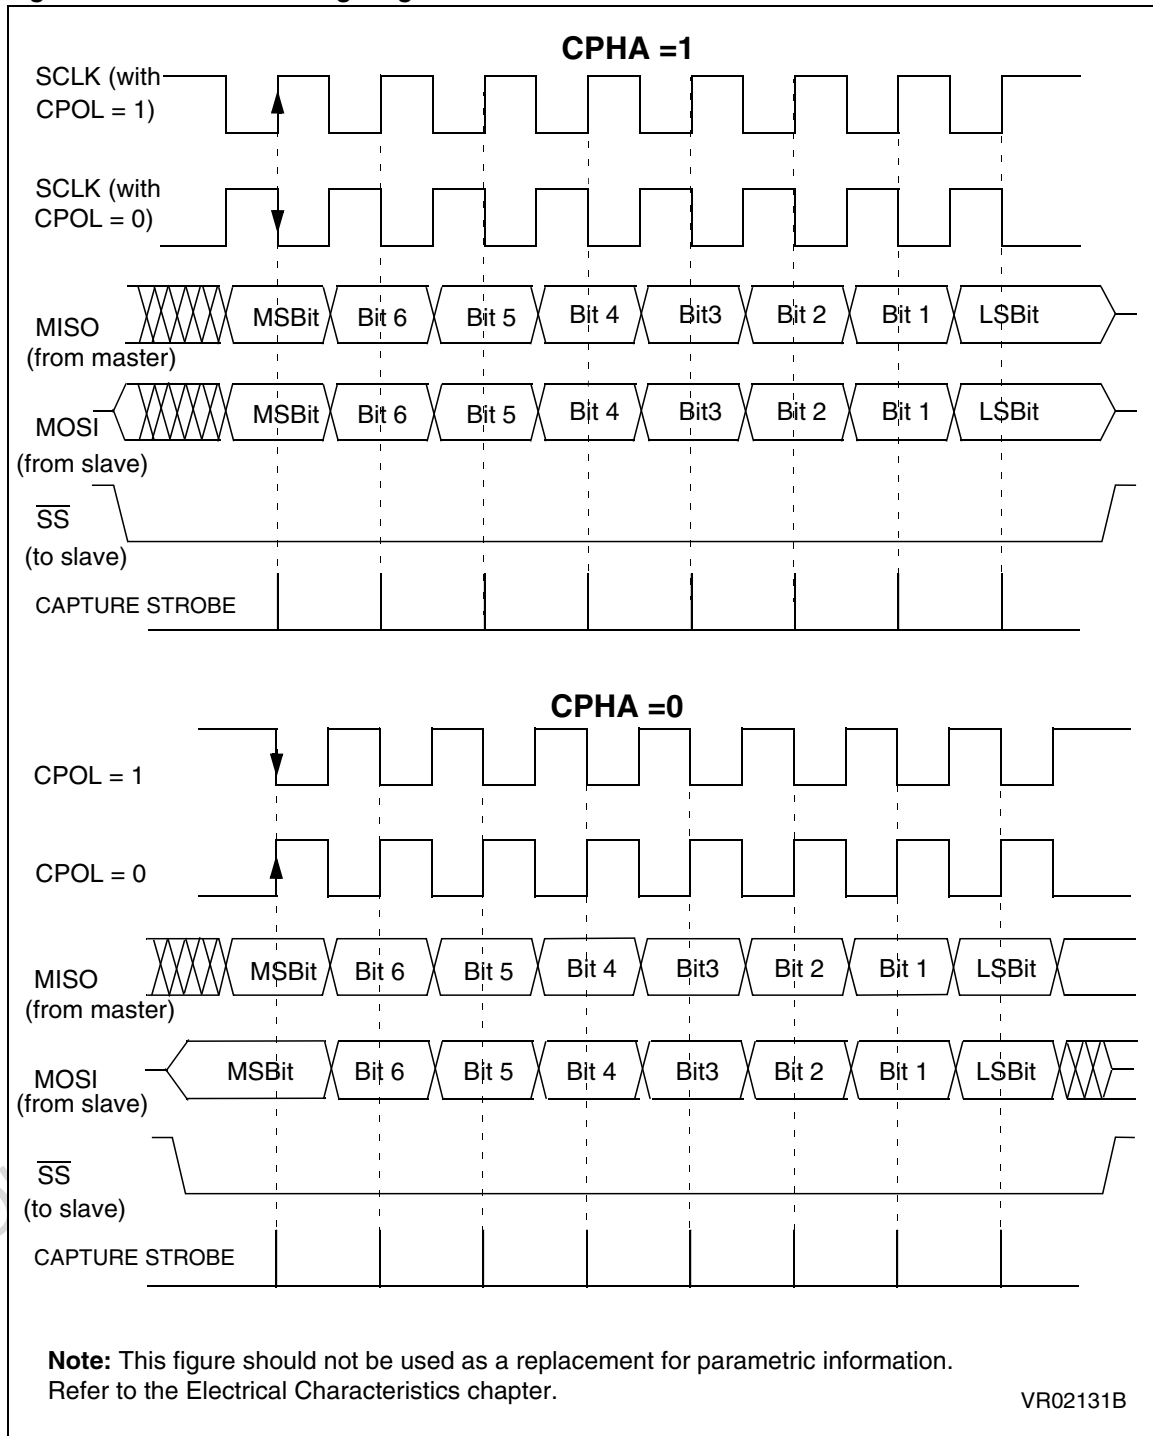 CPHA =1
SCLK (with
CPOL = 1)
SCLK (with
CPOL = 0)
MISO
(from master)
MSBit Bit 6 Bit 5 Bit 4 Bit3 Bit 2 Bit 1 LSBit
MOSI
(from slave)
MSBit Bit 6 Bit 5 Bit 4 Bit3 Bit 2 Bit 1 LSBit
SS
(to slave)
CAPTURE STROBE
CPHA =0
CPOL = 1
CPOL = 0
MISO
(from master)
MSBit Bit 6 Bit 5 Bit 4 Bit3 Bit 2 Bit 1 LSBit
MOSI
(from slave)
MSBit Bit 6 Bit 5 Bit 4 Bit3 Bit 2 Bit 1 LSBit
SS
(to slave)
CAPTURE STROBE
Note: This figure should not be used as a replacement for parametric information.
Refer to the Electrical Characteristics chapter.
VR02131B